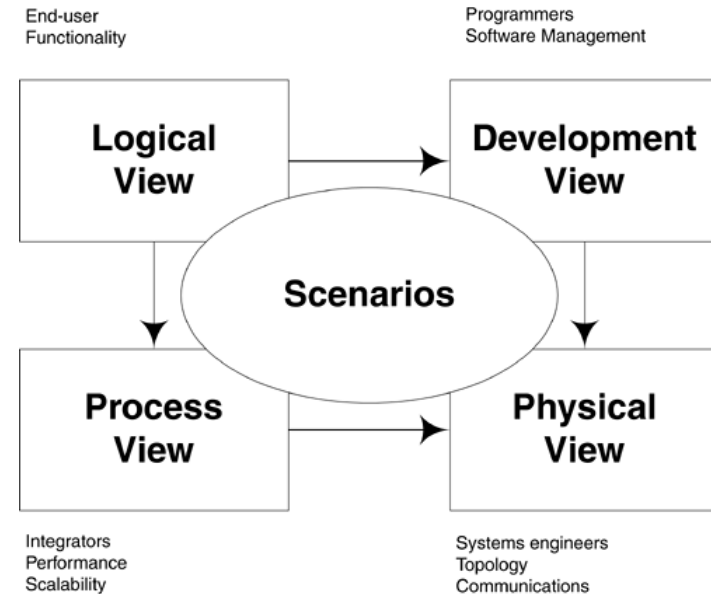 End-user
Functionality
Programmers
Software Management
Logical
View
Development
View
Scenarios
Process
View
Physical
View
Integrators
Performance
Scalability
Systems engineers
Topology
Communications